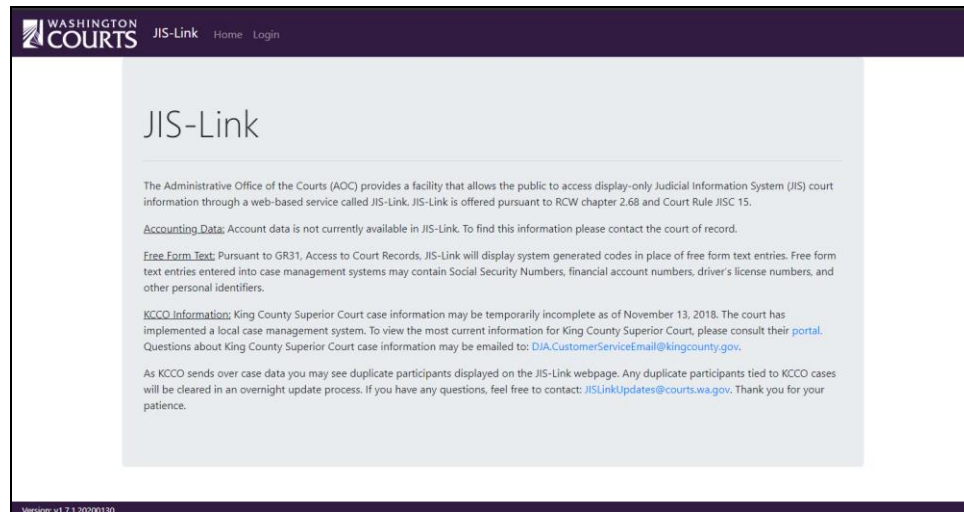 WASHINGTON
COURTS JIS-Link Home Login
JIS-Link
The Administrative Office of the Courts (AOC) provides a facility that allows the public to access display-only Judicial Information System (JIS) court
information through a web-based service called JIS-Link. JIS-Link is offered pursuant to RCW chapter 2.68 and Court Rule JISC 15.
Accounting Data: Account data is not currently available in JIS-Link. To find this information please contact the court of record.
Free Form Text: Pursuant to GR31, Access to Court Records, JIS-Link will display system generated codes in place of free form text entries. Free form
text entries entered into case management systems may contain Social Security Numbers, financial account numbers, driver's license numbers, and
other personal identifiers.
KCCO Information: King County Superior Court case information may be temporarily incomplete as of November 13, 2018. The court has
implemented a local case management system. To view the most current information for King County Superior Court, please consult their portal.
Questions about King County Superior Court case information may be emailed to: DJA.CustomerServiceEmail@kingcounty.gov.
As KCCO sends over case data you may see duplicate participants displayed on the JIS-Link webpage. Any duplicate participants tied to KCCO cases
will be cleared in an overnight update process. If you have any questions, feel free to contact: JISLinkUpdates@courts.wa.gov. Thank you for your
patience.
Version: v1.7.1.20200130